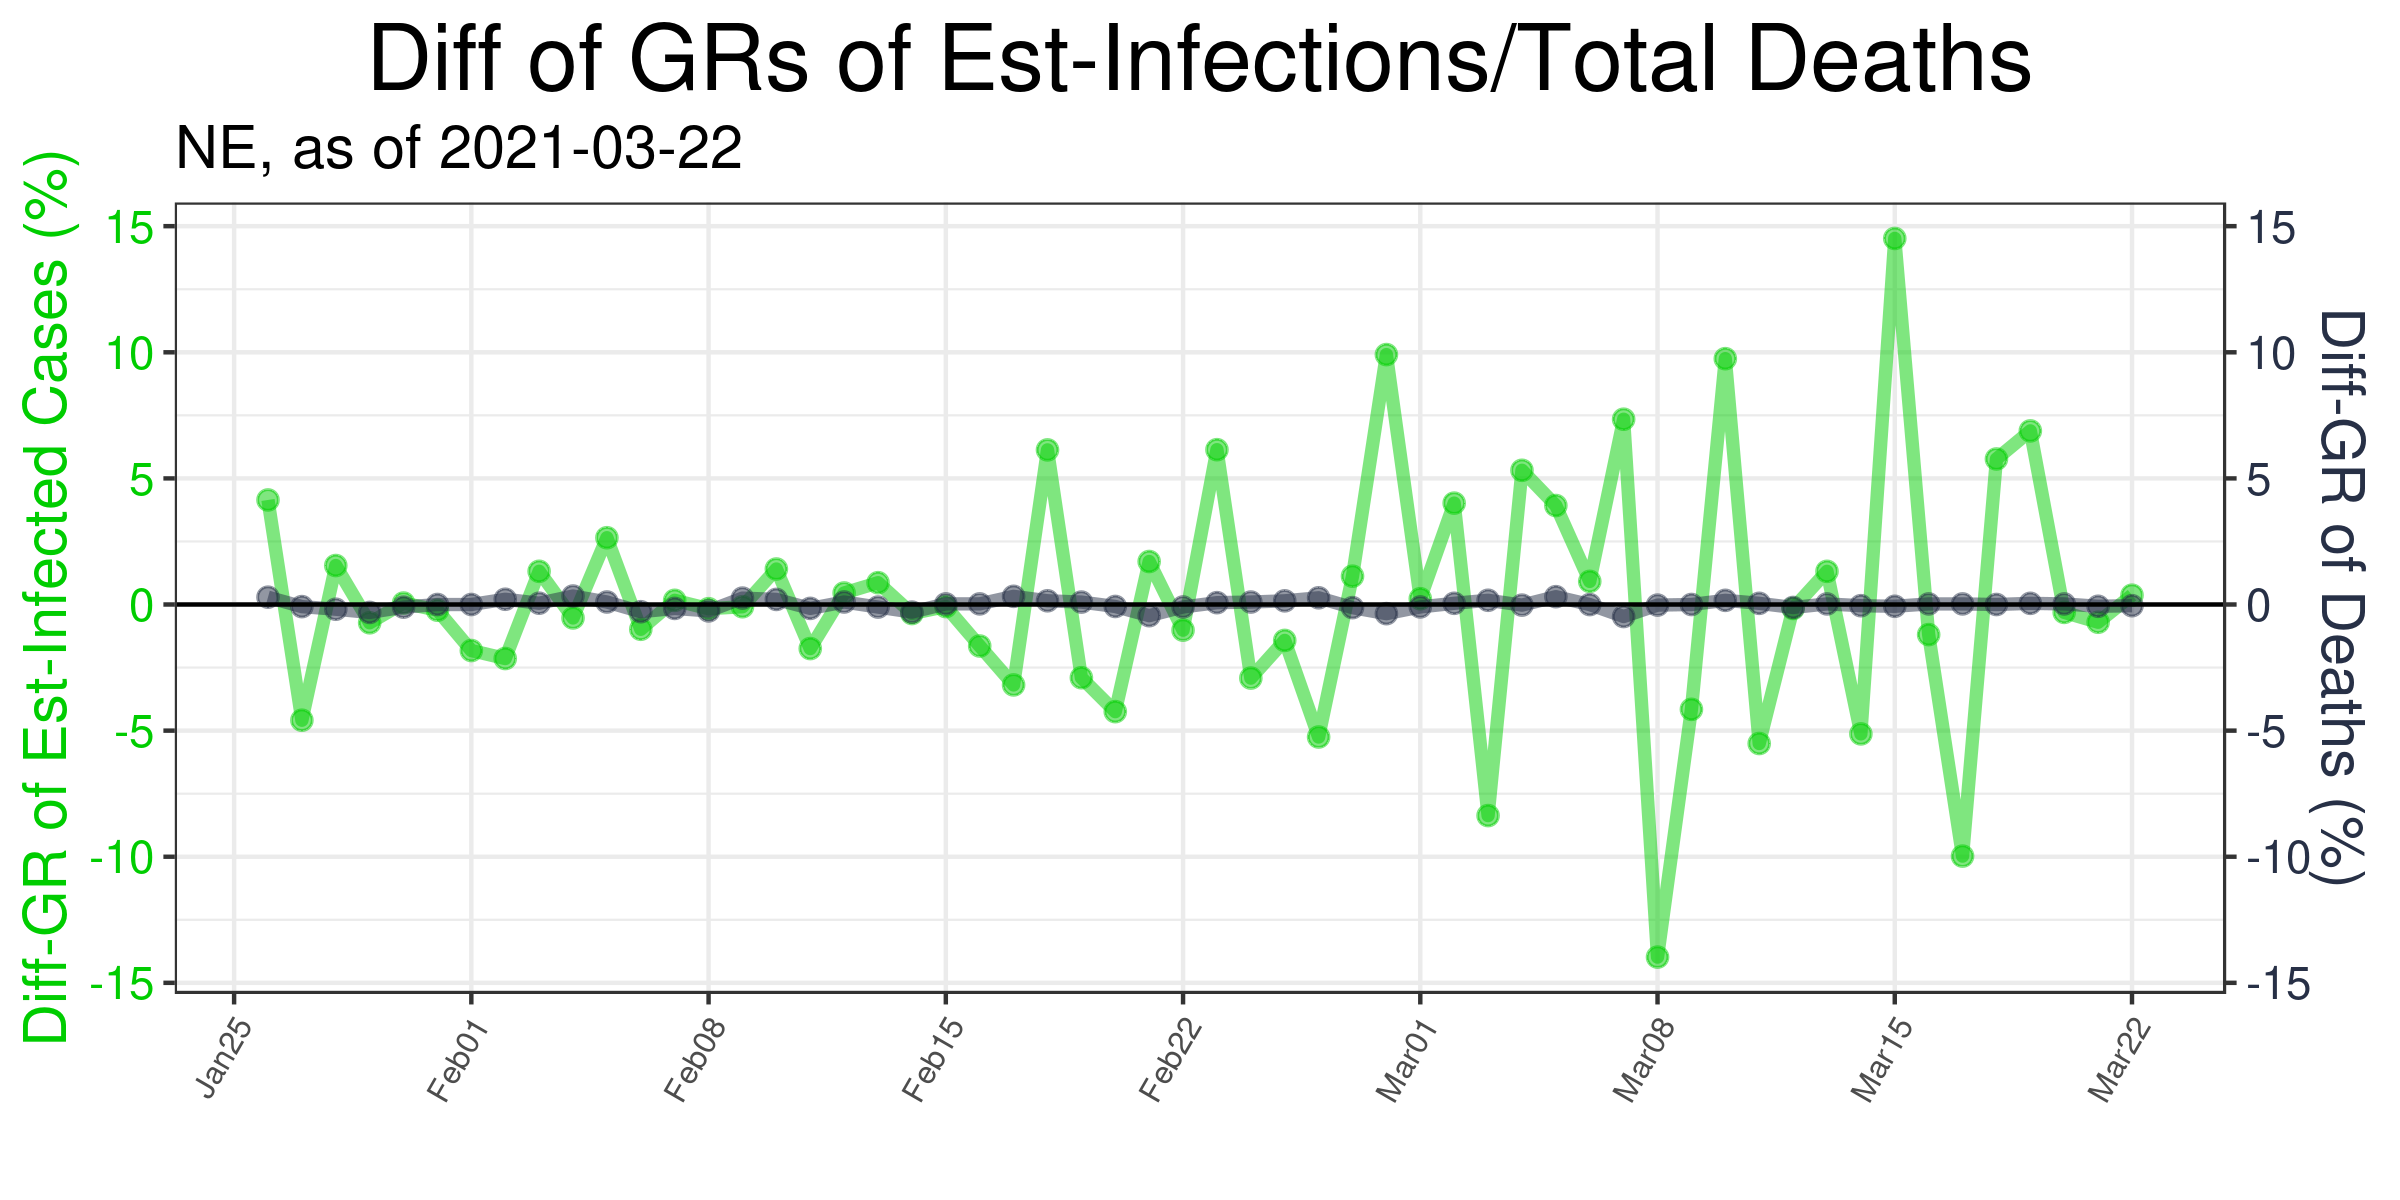 Diff of GRs of Est-Infections/Total Deaths
NE, as of 2021-03-22
Diff-GR of Est-Infected Cases (%)
15
10
5
0
-5
-10
-15
15
10
5
0
-5
-10
-15
Diff-GR of Deaths (%)
Jan25
Feb01
Feb08
Feb15
Feb22
Mar01
Mar08
Mar15
Mar22